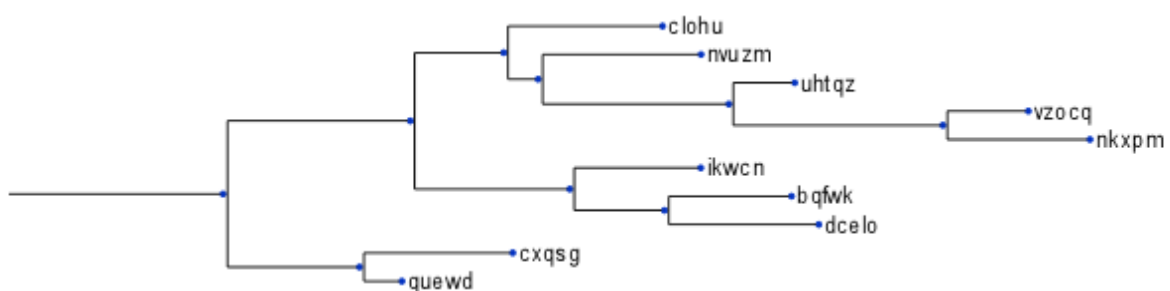 clohu
nvuzm
uhtqz
vzocq
nkxpm
ikwcn
bqfwk
dcelo
cxqsg
quewd